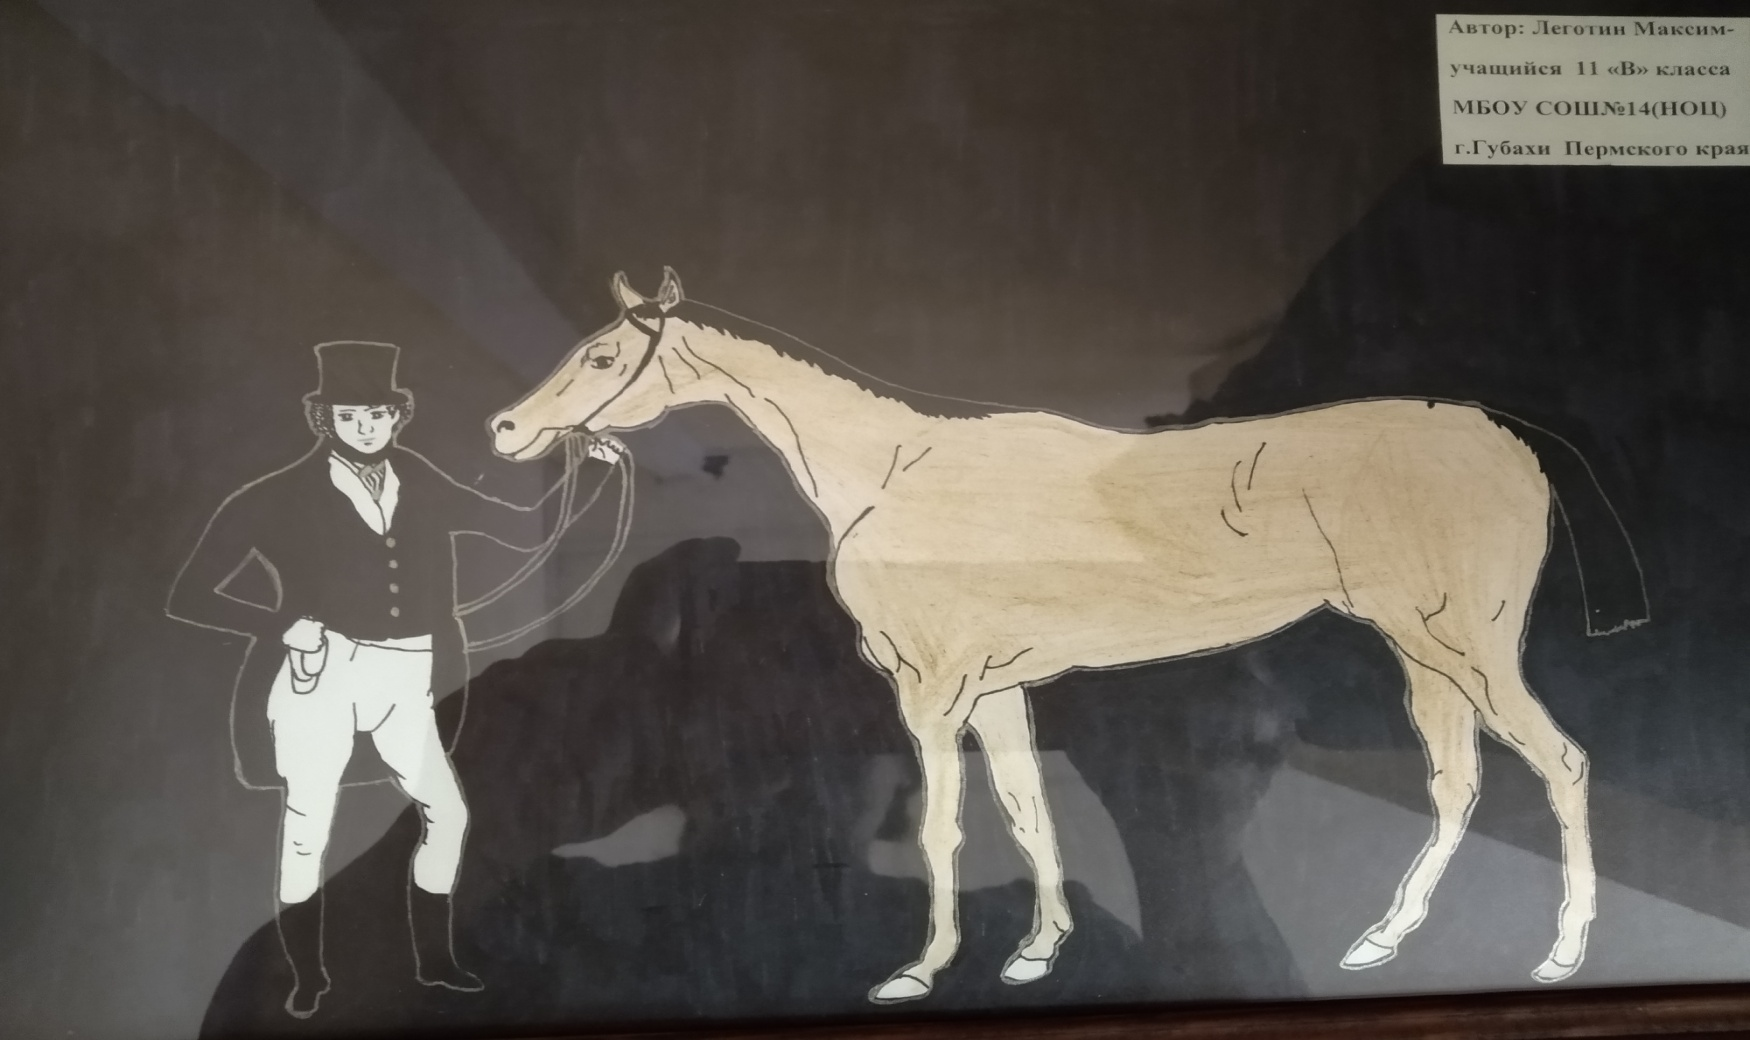 Автор: Леготин Максим-
учащийся 11 «В» класса
МБОУ СОШ№14(НОЦ)
г.Губахи Пермского края